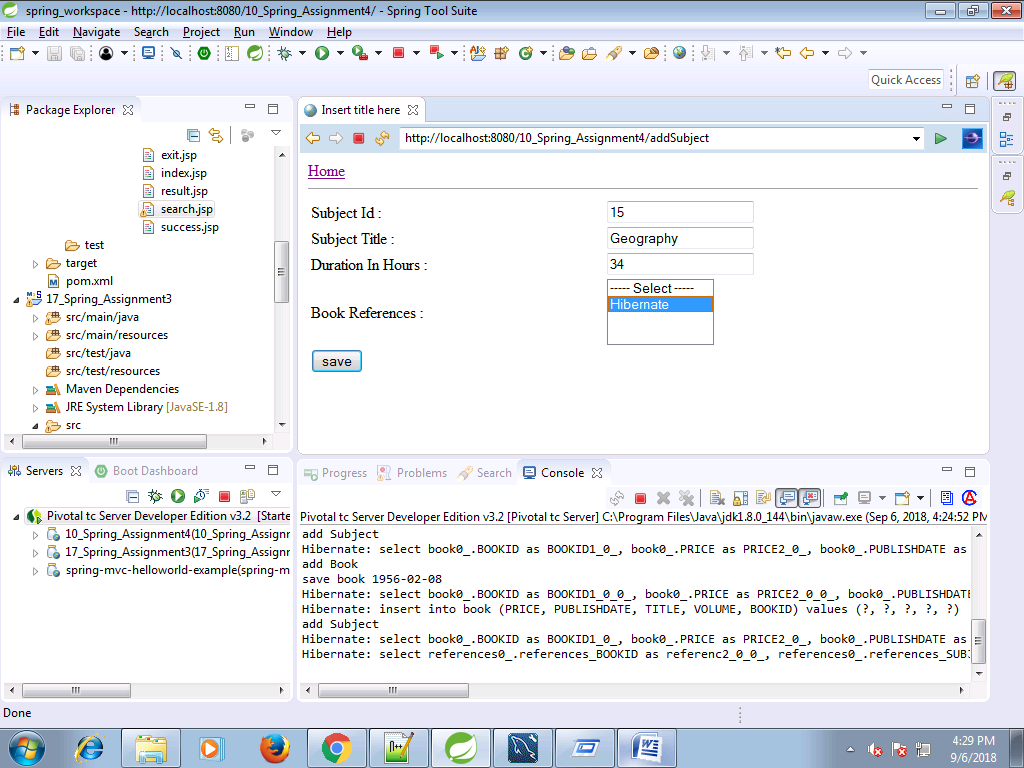 spring_workspace - http://localhost:8080/10_Spring_Assignment4/ - Spring Tool Suite
File Edit Navigate Search Project Run Window Help
Quick Access
Package Explorer
exit.jsp
index.jsp
result.jsp
search.jsp
success.jsp
test
target
pom.xml
17_Spring_Assignment3
src/main/java
src/main/resources
src/test/java
src/test/resources
Maven Dependencies
JRE System Library [JavaSE-1.8]
src
Insert title here
http://localhost:8080/10_Spring_Assignment4/addSubject
Home
Subject Id : 15
Subject Title : Geography
Duration In Hours : 34
----- Select -----
Hibernate
Book References :
save
Servers Boot Dashboard
Pivotal tc Server Developer Edition v3.2 [Starte
10_Spring_Assignment4(10_Spring_Assignm
17_Spring_Assignment3(17_Spring_Assignm
spring-mvc-helloworld-example(spring-m
Progress Problems Search Console
Pivotal tc Server Developer Edition v3.2 [Pivotal tc Server] C:\Program Files\Java\jdk1.8.0_144\bin\javaw.exe (Sep 6, 2018, 4:24:52 PM
add Subject
Hibernate: select book0_.BOOKID as BOOKID1_0_, book0_.PRICE as PRICE2_0_, book0_.PUBLISHDATE as
add Book
save book 1956-02-08
Hibernate: select book0_.BOOKID as BOOKID1_0_0_, book0_.PRICE as PRICE2_0_0_, book0_.PUBLISHDATE
Hibernate: insert into book (PRICE, PUBLISHDATE, TITLE, VOLUME, BOOKID) values (?, ?, ?, ?, ?)
add Subject
Hibernate: select book0_.BOOKID as BOOKID1_0_, book0_.PRICE as PRICE2_0_, book0_.PUBLISHDATE as
Hibernate: select references0_.references_BOOKID as referenc2_0_0_, references0_.references_SUBJ
Done
4:29 PM
9/6/2018